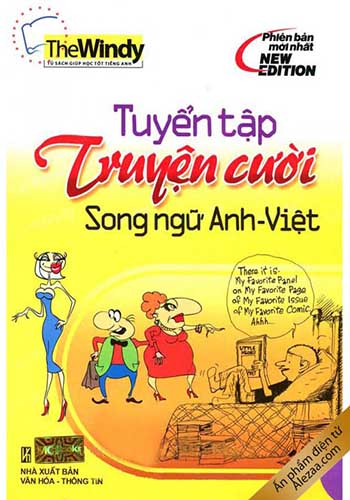 TheWindy
TỦ SÁCH GIÚP HỌC TỐT TIẾNG ANH
Phiên bản
mới nhất
NEW
EDITION
Tuyển tập
Truyện cười
Song ngữ Anh-Việt
There it is.
My Favorite Panel
on My Favorite Page
of My Favorite Issue
of My Favorite Comic.
Ahhh...
NHÀ XUẤT BẢN
VĂN HÓA - THÔNG TIN
Ấn phẩm điện tử
Alezaa.com